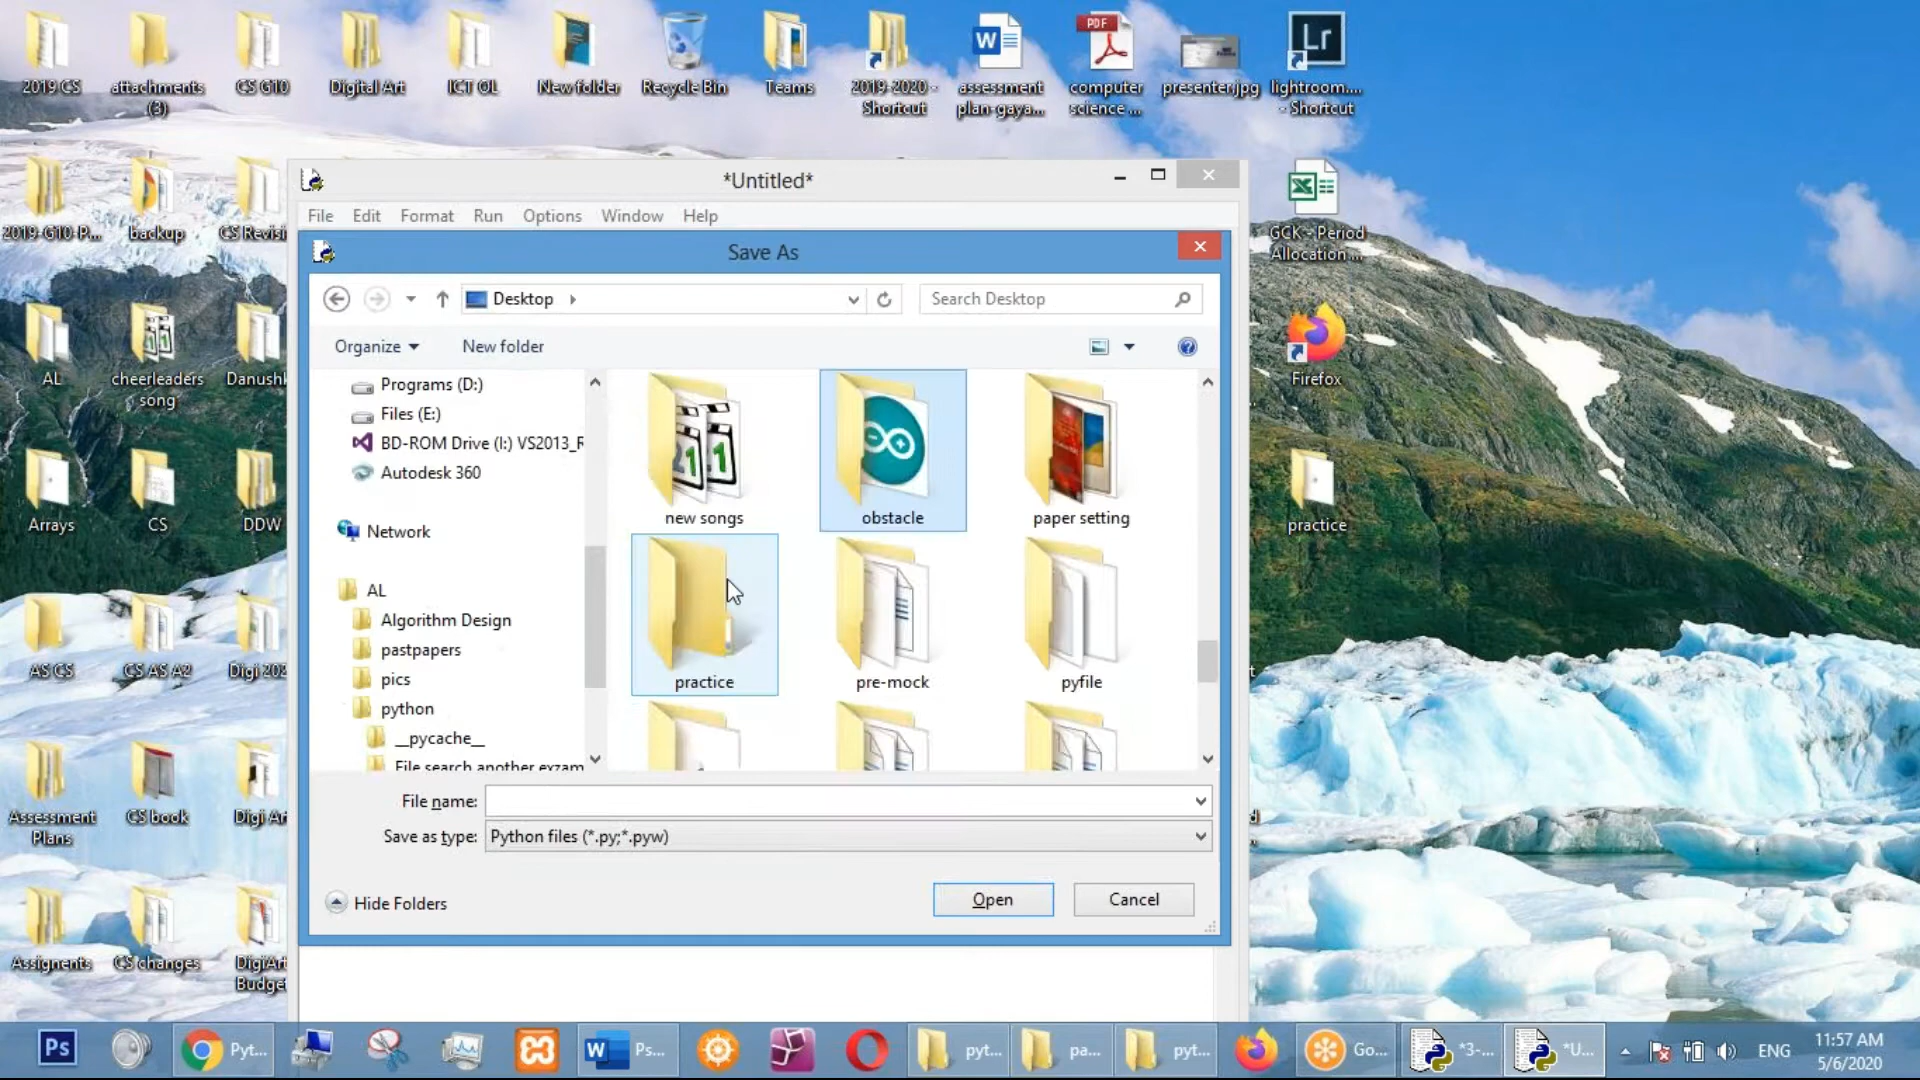 2019 CS
attachments (3)
CS G10
Digital Art
ICT OL
New folder
Recycle Bin
Teams
2019-2020 - Shortcut
assessment plan-gaya...
computer science ...
presenter.jpg
lightroom.... - Shortcut
Lr
PDF
W
2019-G10-P...
backup
CS Revisi
GCK - Period Allocation ...
*Untitled*
File Edit Format Run Options Window Help
Save As
Desktop
Search Desktop
Organize
New folder
Programs (D:)
Files (E:)
BD-ROM Drive (I:) VS2013_R
Autodesk 360
Network
AL
Algorithm Design
pastpapers
pics
python
__pycache__
File search another exzam
new songs
obstacle
paper setting
practice
pre-mock
pyfile
File name:
Save as type: Python files (*.py;*.pyw)
Hide Folders
Open
Cancel
AL
cheerleaders song
Danushk
Firefox
Arrays
CS
DDW
practice
AS CS
CS AS A2
Digi 202
Assessment Plans
CS book
Digi Ar
Assignents
CS changes
DigiArt Budge
Ps
Pyt...
W
Ps...
pyt...
pa...
pyt...
Go...
*3-...
*U...
ENG
11:57 AM
5/6/2020